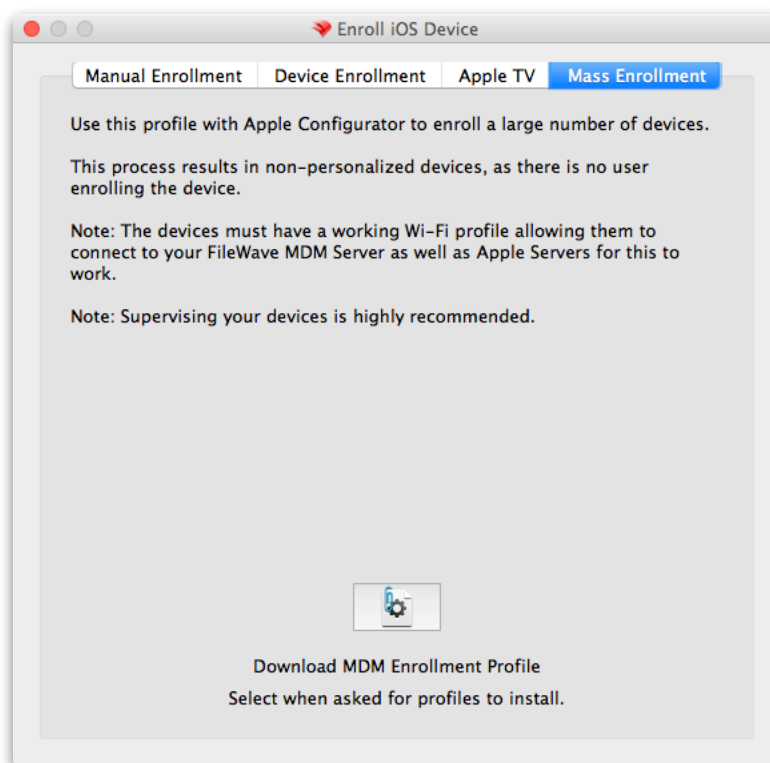 Enroll iOS Device
Manual Enrollment Device Enrollment Apple TV Mass Enrollment
Use this profile with Apple Configurator to enroll a large number of devices.
This process results in non-personalized devices, as there is no user
enrolling the device.
Note: The devices must have a working Wi-Fi profile allowing them to
connect to your FileWave MDM Server as well as Apple Servers for this to
work.
Note: Supervising your devices is highly recommended.
Download MDM Enrollment Profile
Select when asked for profiles to install.